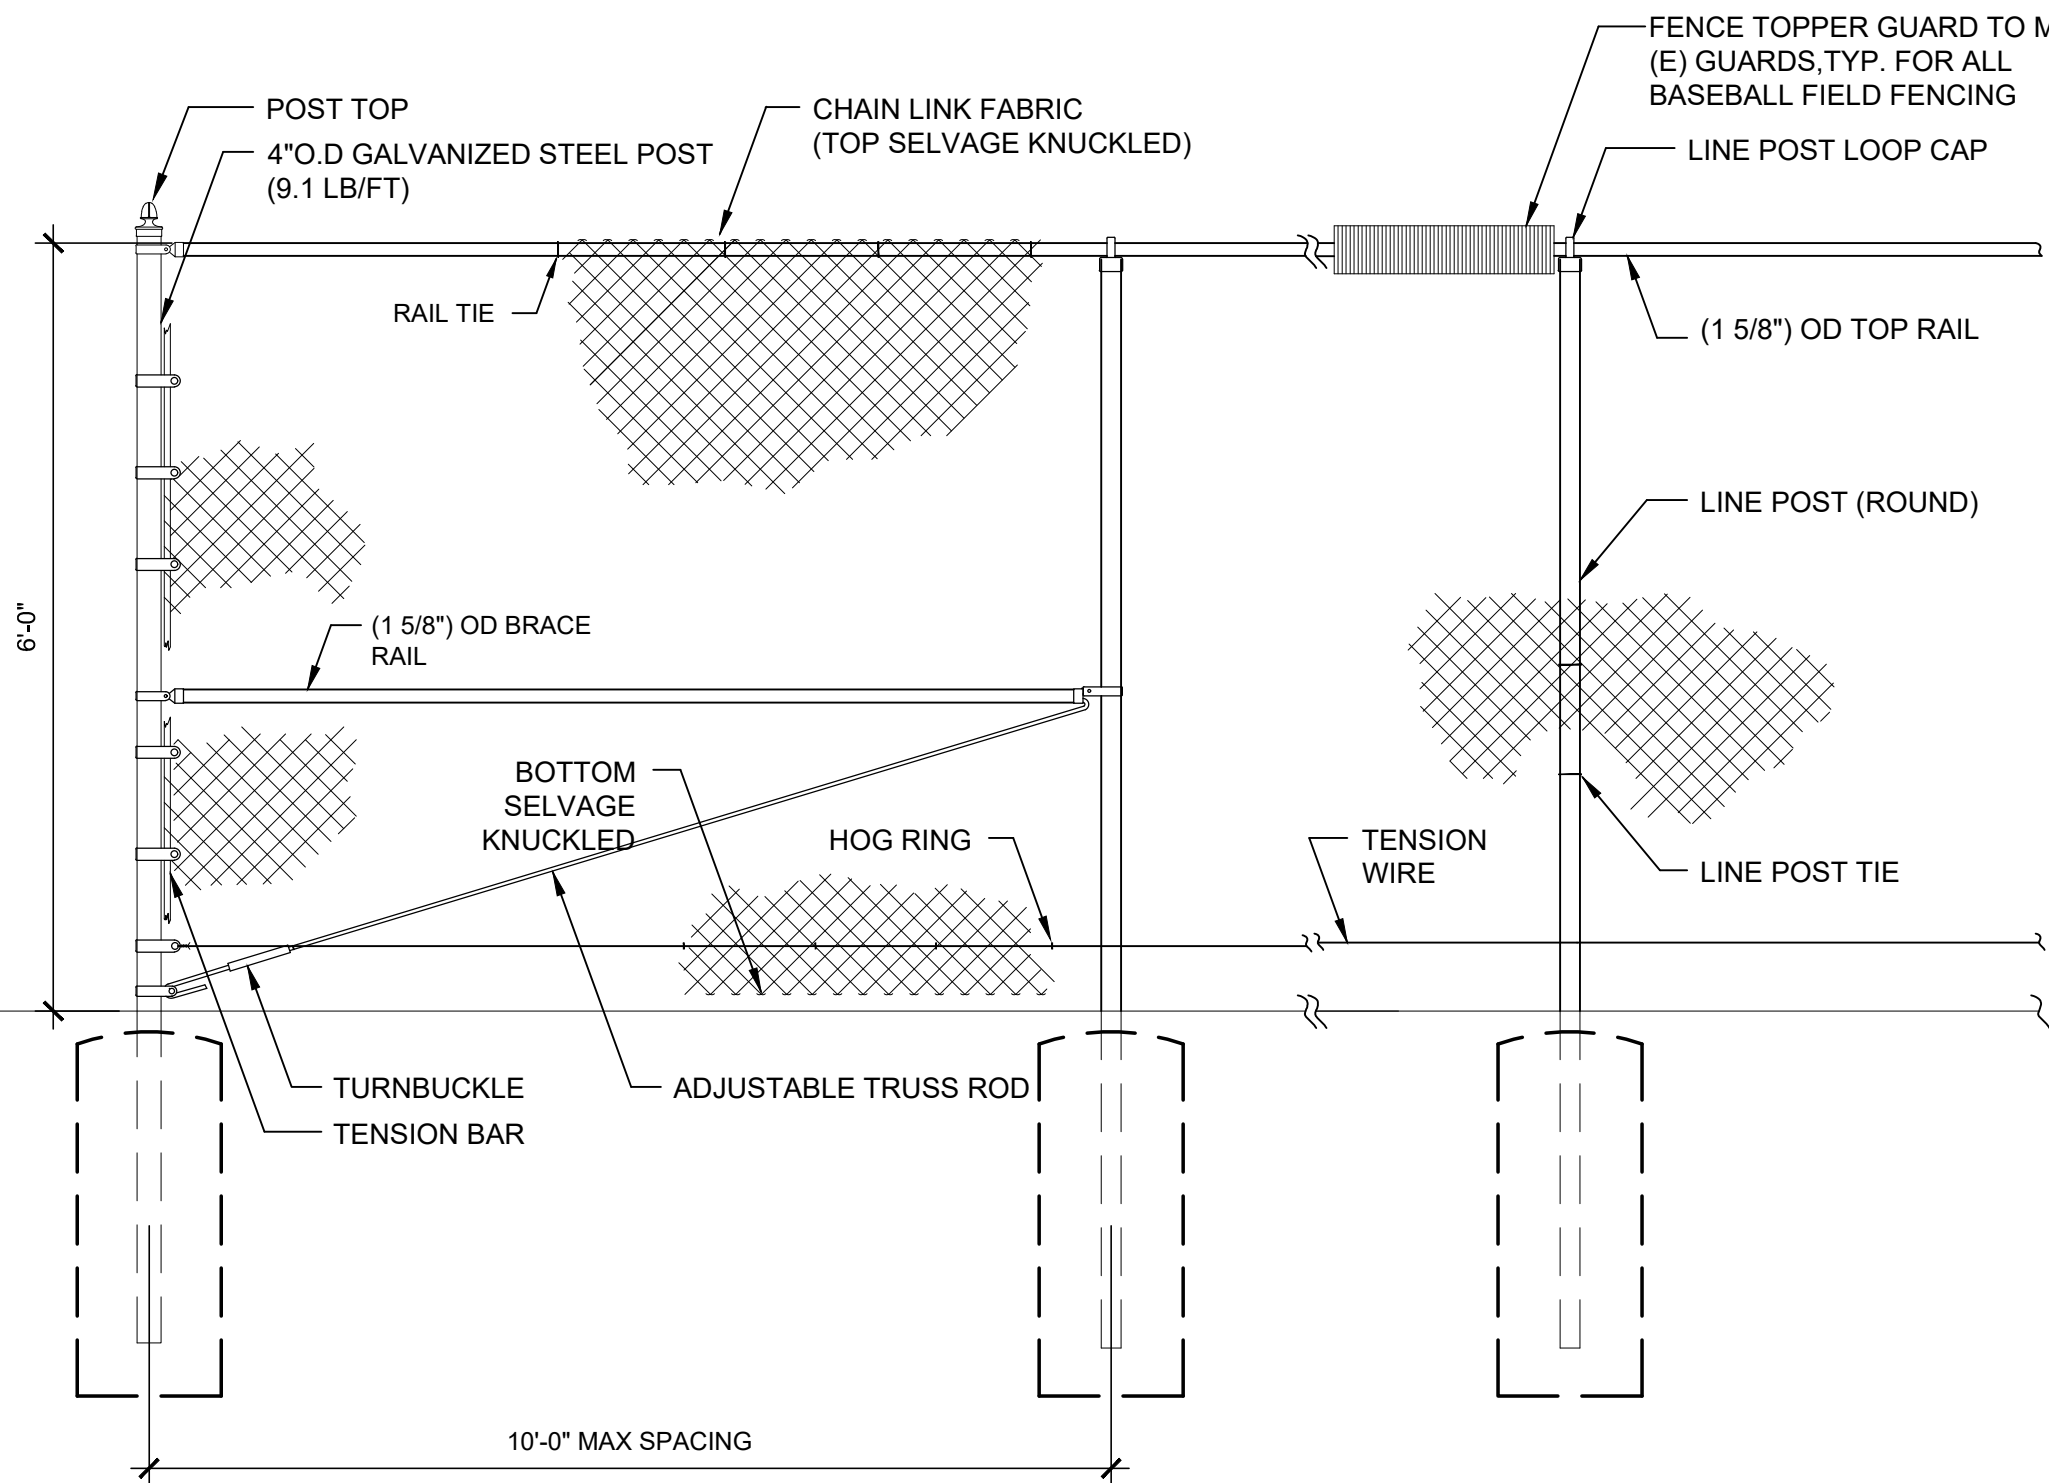 FENCE TOPPER GUARD TO
(E) GUARDS,TYP. FOR ALL
BASEBALL FIELD FENCING
POST TOP
CHAIN LINK FABRIC
(TOP SELVAGE KNUCKLED)
4"O.D GALVANIZED STEEL POST
(9.1 LB/FT)
LINE POST LOOP CAP
RAIL TIE
(1 5/8") OD TOP RAIL
LINE POST (ROUND)
6'-0"
(1 5/8") OD BRACE
RAIL
BOTTOM
SELVAGE
KNUCKLED
HOG RING
TENSION
WIRE
LINE POST TIE
TURNBUCKLE
ADJUSTABLE TRUSS ROD
TENSION BAR
10'-0" MAX SPACING